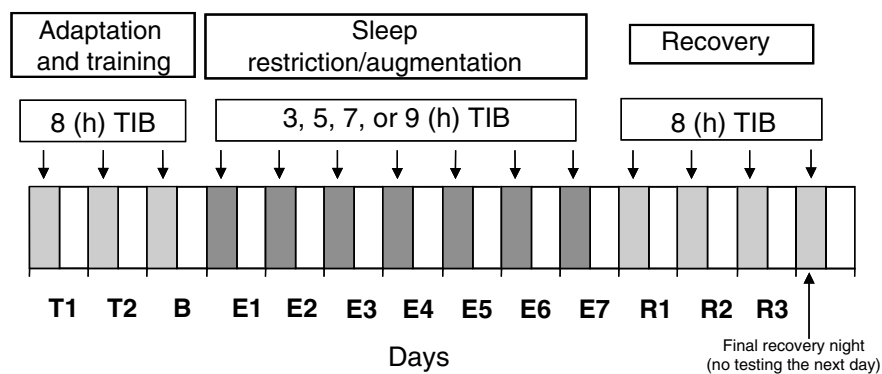 Adaptation
and training
Sleep
restriction/augmentation
Recovery
8 (h) TIB
3, 5, 7, or 9 (h) TIB
8 (h) TIB
T1 T2 B E1 E2 E3 E4 E5 E6 E7 R1 R2 R3
Days
Final recovery night
(no testing the next day)